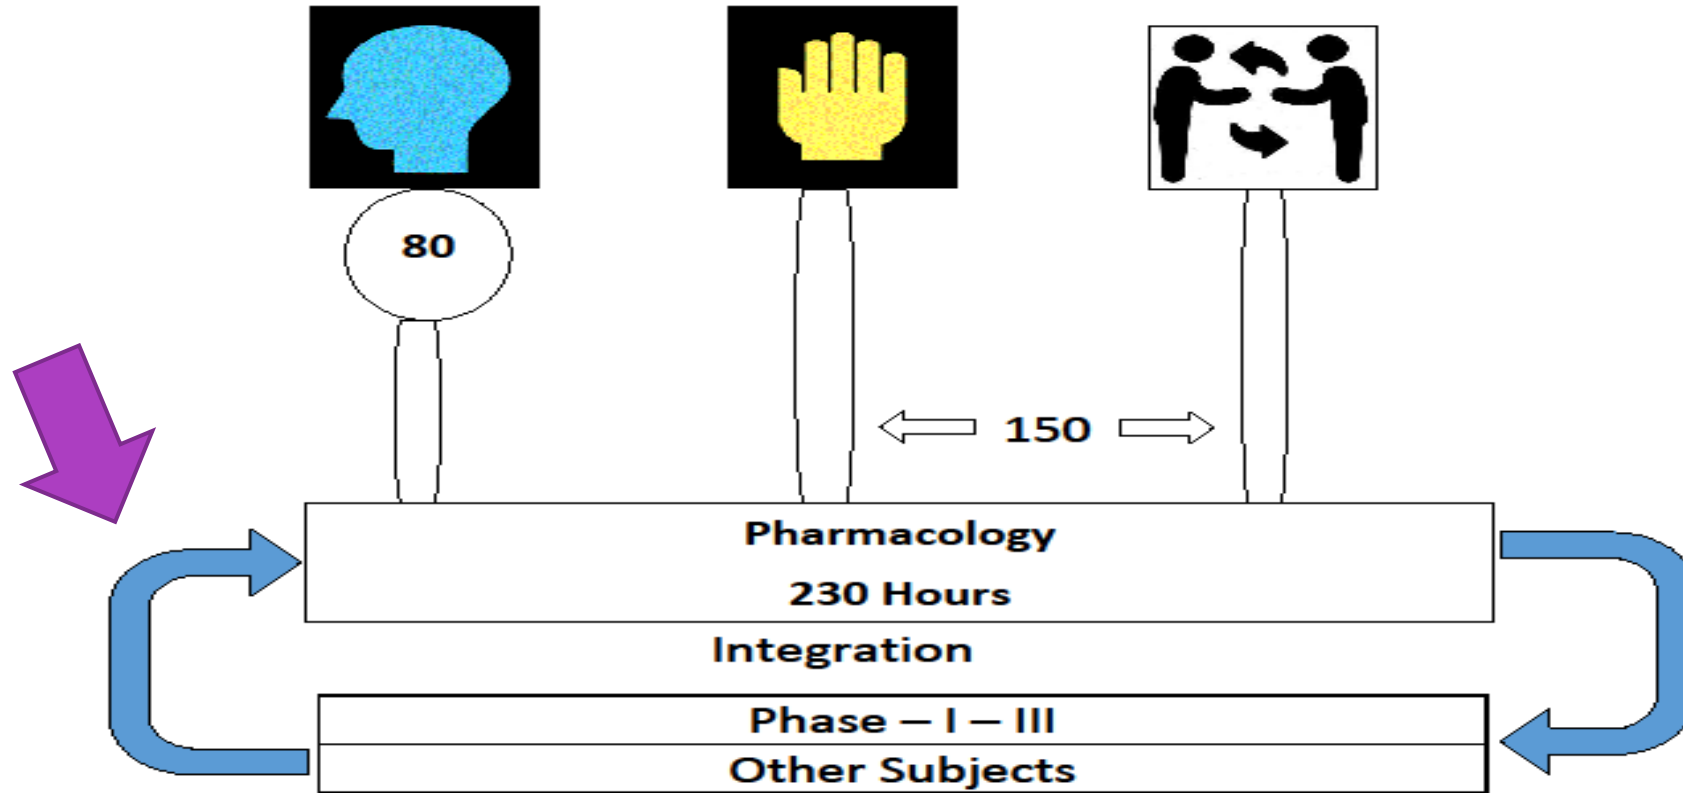 80
150
Pharmacology
230 Hours
Integration
Phase – I – III
Other Subjects